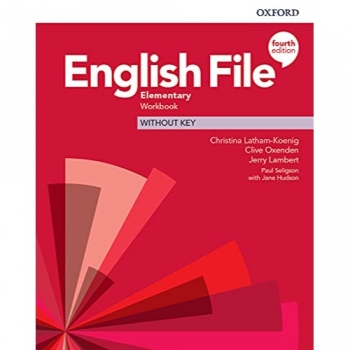 OXFORD
fourth
edition
English File
Elementary
Workbook
WITHOUT KEY
Christina Latham-Koenig
Clive Oxenden
Jerry Lambert
Paul Seligson
with Jane Hudson